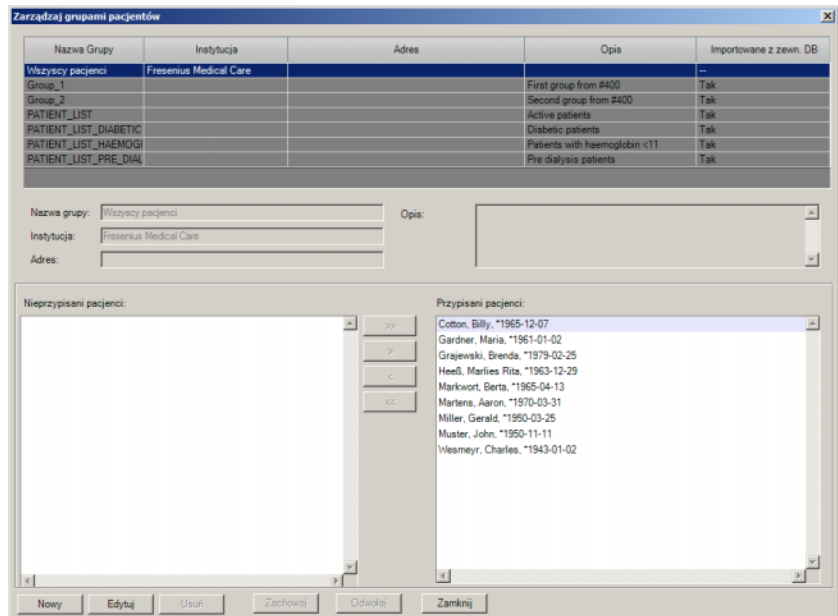 Zarządzaj grupami pacjentów
Nazwa Grupy Instytucja Adres Opis Importowane z zewn. DB
Wszyscy pacjenci Fresenius Medical Care --
Group_1 First group from #400 Tak
Group_2 Second group from #400 Tak
PATIENT_LIST Active patients Tak
PATIENT_LIST_DIABETIC Diabetic patients Tak
PATIENT_LIST_HAEMOGI Patients with haemoglobin <11 Tak
PATIENT_LIST_PRE_DIAL Pre dialysis patients Tak
Nazwa grupy: Wszyscy pacjenci Opis:
Instytucja: Fresenius Medical Care
Adres:
Nieprzypisani pacjenci: Przypisani pacjenci:
>>
>
<
<<
Cotton, Billy, *1965-12-07
Gardner, Maria, *1961-01-02
Grajewski, Brenda, *1979-02-25
Heeß, Marlies Rita, *1963-12-29
Markwort, Berta, *1965-04-13
Martens, Aaron, *1970-03-31
Miller, Gerald, *1950-03-25
Muster, John, *1950-11-11
Wesmeyr, Charles, *1943-01-02
Nowy Edytuj Usuń Zachowaj Odwołaj Zamknij